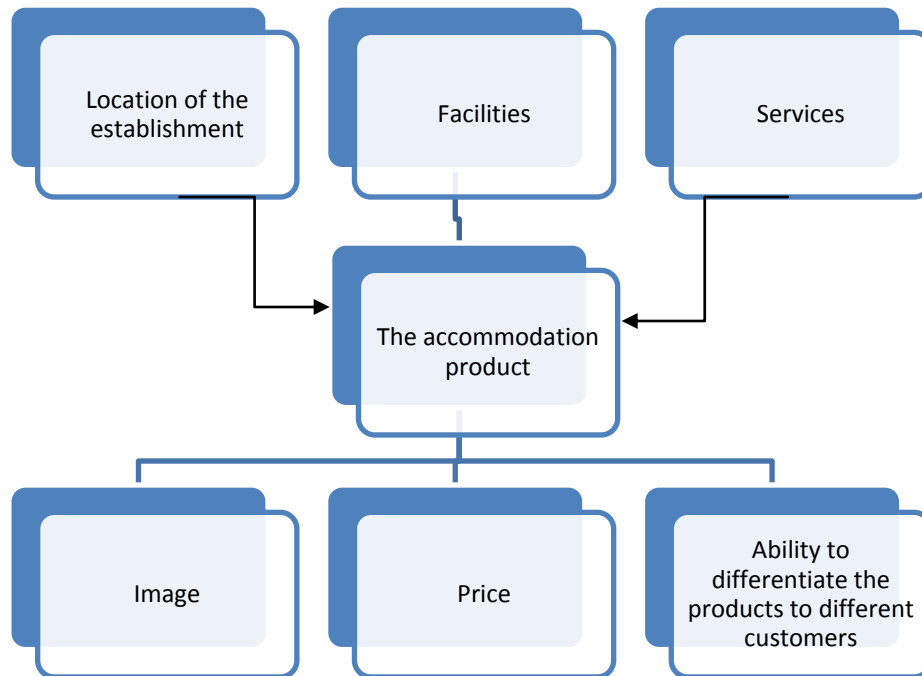 Location of the
establishment
Facilities
Services
The accommodation
product
Image
Price
Ability to
differentiate the
products to different
customers